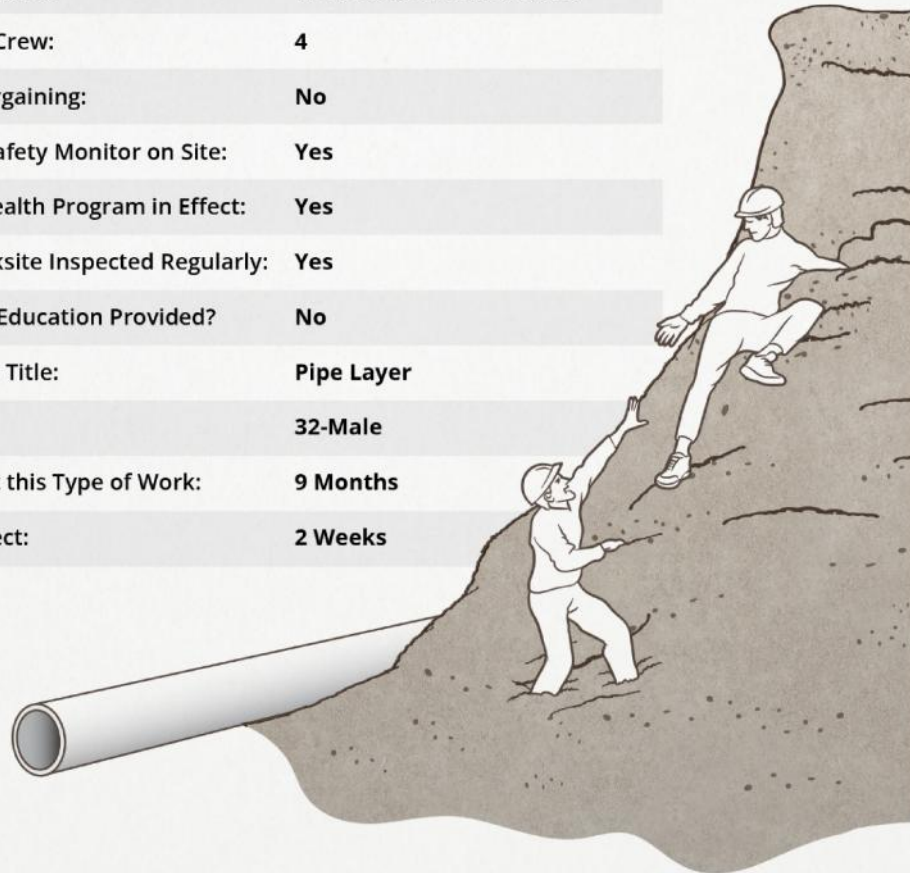 Crew: 4
gaining: No
afety Monitor on Site: Yes
ealth Program in Effect: Yes
site Inspected Regularly: Yes
Education Provided? No
Title: Pipe Layer
32-Male
this Type of Work: 9 Months
ect: 2 Weeks